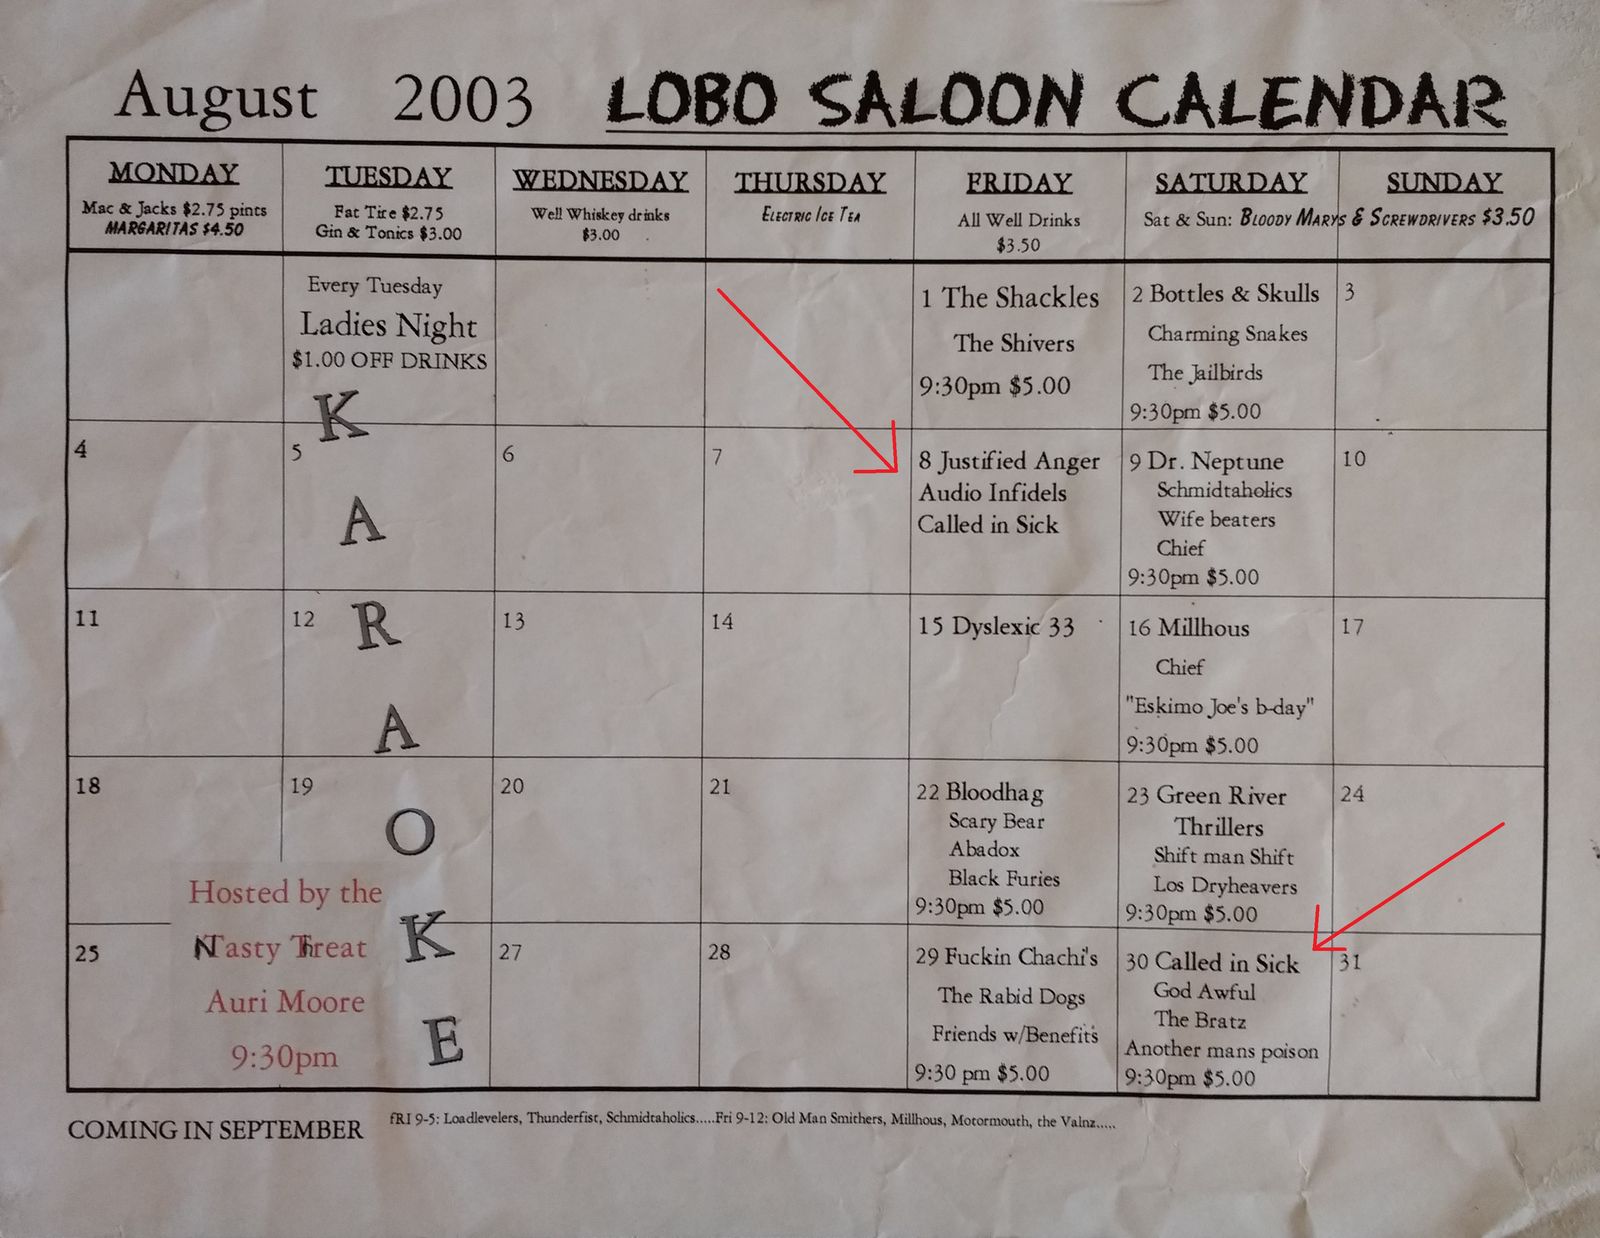 August 2003 LOBO SALOON CALENDAR
MONDAY
Mac & Jacks $2.75 pints
MARGARITAS $4.50
TUESDAY
Fat Tire $2.75
Gin & Tonics $3.00
WEDNESDAY
Well Whiskey drinks
$3.00
THURSDAY
ELECTRIC ICE TEA
FRIDAY
All Well Drinks
$3.50
SATURDAY
SUNDAY
Sat & Sun: BLOODY MARYS & SCREWDRIVERS $3.50
Every Tuesday
Ladies Night
$1.00 OFF DRINKS
KARAOKE
1 The Shackles
The Shivers
9:30pm $5.00
2 Bottles & Skulls
Charming Snakes
The Jailbirds
9:30pm $5.00
3
4
5
6
7
8 Justified Anger
Audio Infidels
Called in Sick
9 Dr. Neptune
Schmidtaholics
Wife beaters
Chief
9:30pm $5.00
10
11
12
13
14
15 Dyslexic 33
16 Millhous
Chief
"Eskimo Joe's b-day"
9:30pm $5.00
17
18
19
20
21
22 Bloodhag
Scary Bear
Abadox
Black Furies
9:30pm $5.00
23 Green River
Thrillers
Shift man Shift
Los Dryheavers
9:30pm $5.00
24
25
Hosted by the
Tasty Treat
Auri Moore
9:30pm
27
28
29 Fuckin Chachi's
The Rabid Dogs
Friends w/Benefits
9:30 pm $5.00
30 Called in Sick
God Awful
The Bratz
Another mans poison
9:30pm $5.00
31
COMING IN SEPTEMBER
fRI 9-5: Loadlevelers, Thunderfist, Schmidtaholics.....Fri 9-12: Old Man Smithers, Millhous, Motormouth, the Valnz.....